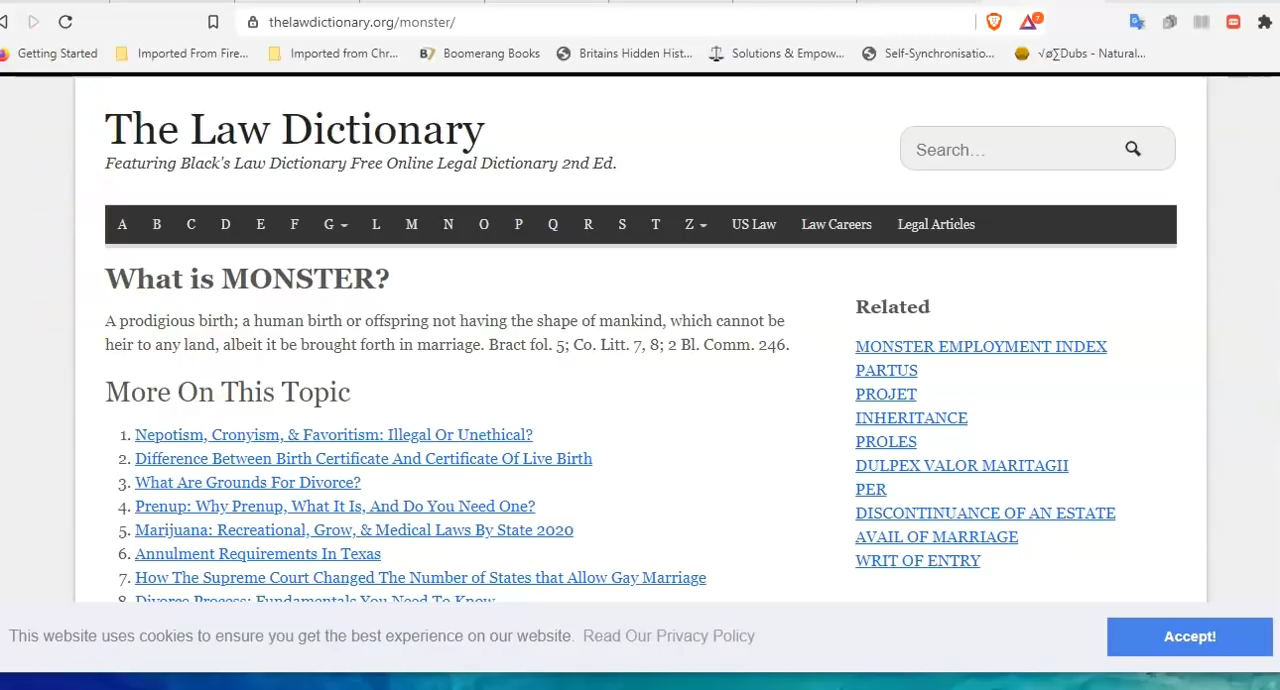 thelawdictionary.org/monster/
7
Getting Started Imported From Fire... Imported from Chr... B7 Boomerang Books Britains Hidden Hist... Solutions & Empow... Self-Synchronisatio... √ø∑Dubs - Natural...
The Law Dictionary
Featuring Black's Law Dictionary Free Online Legal Dictionary 2nd Ed.
Search...
A B C D E F G L M N O P Q R S T Z US Law Law Careers Legal Articles
What is MONSTER?
A prodigious birth; a human birth or offspring not having the shape of mankind, which cannot be
heir to any land, albeit it be brought forth in marriage. Bract fol. 5; Co. Litt. 7, 8; 2 Bl. Comm. 246.
More On This Topic
1. Nepotism, Cronyism, & Favoritism: Illegal Or Unethical?
2. Difference Between Birth Certificate And Certificate Of Live Birth
3. What Are Grounds For Divorce?
4. Prenup: Why Prenup, What It Is, And Do You Need One?
5. Marijuana: Recreational, Grow, & Medical Laws By State 2020
6. Annulment Requirements In Texas
7. How The Supreme Court Changed The Number of States that Allow Gay Marriage
8. Divorce Process: Fundamentals You Need To Know
Related
MONSTER EMPLOYMENT INDEX
PARTUS
PROJET
INHERITANCE
PROLES
DULPEX VALOR MARITAGII
PER
DISCONTINUANCE OF AN ESTATE
AVAIL OF MARRIAGE
WRIT OF ENTRY
This website uses cookies to ensure you get the best experience on our website. Read Our Privacy Policy
Accept!